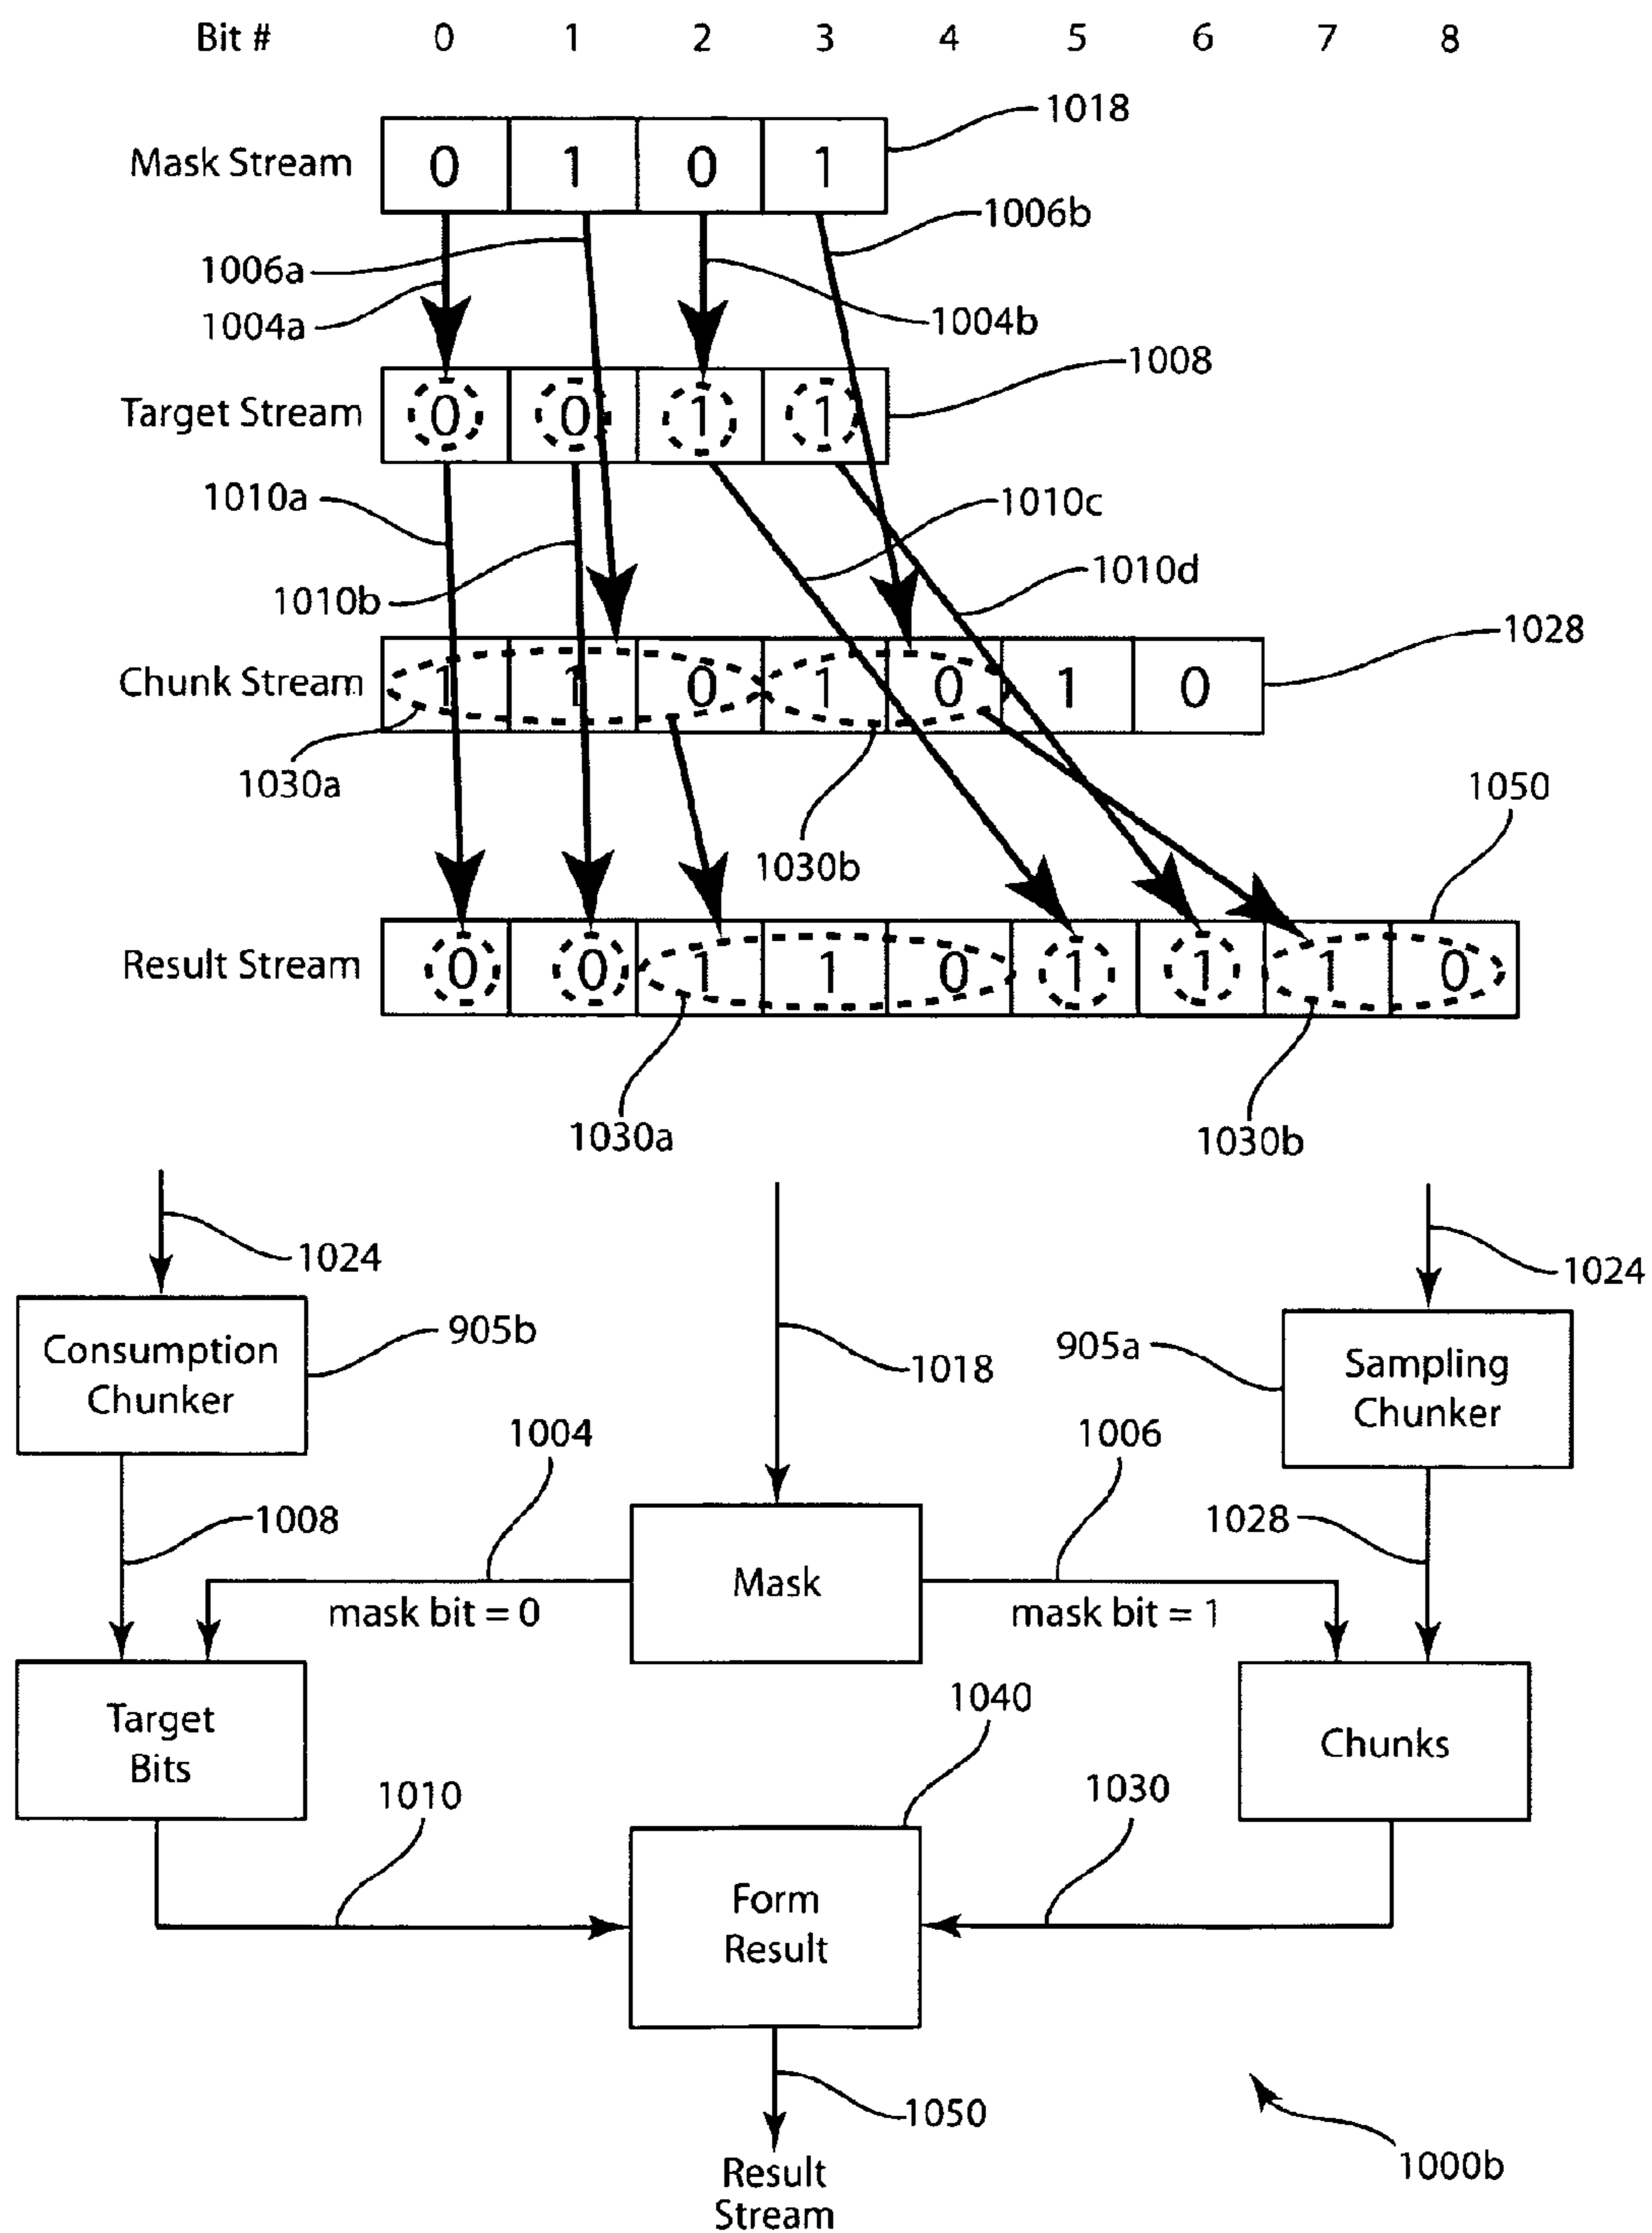 Bit # 0 1 2 3 4 5 6 7 8
1018
Mask Stream 0 1 0 1
1006b
1006a
1004a
1004b
1008
Target Stream 0 0 1 1
1010a
1010c
1010d
1010b
1028
Chunk Stream 1 1 0 1 0 1 0
1030a
1050
1030b
Result Stream 0 0 1 1 0 1 1 1 0
1030a
1030b
1024
1024
Consumption
Chunker
905b
1018
905a
Sampling
Chunker
1004
1006
1008
1028
Mask
mask bit = 0
mask bit = 1
Target
Bits
1040
Chunks
1010
1030
Form
Result
1050
1000b
Result
Stream